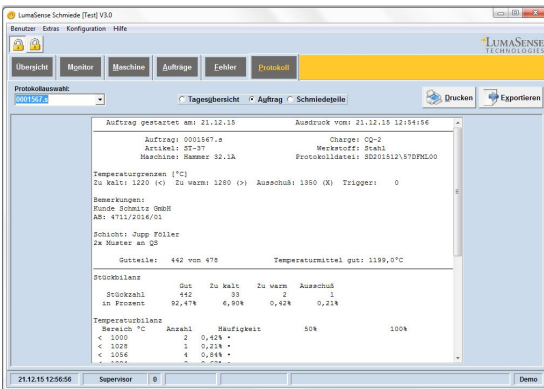 LumaSense Schmiede [Test] V3.0
Benutzer Extras Konfiguration Hilfe
LUMASENSE
TECHNOLOGIES
Übersicht Monitor Maschine Aufträge Fehler Protokoll
Protokollauswahl:
0001567.s
Tagesübersicht Auftrag Schmiedeteile
Drucken Exportieren
Auftrag gestartet am: 21.12.15 Ausdruck vom: 21.12.15 12:54:56
Auftrag: 0001567.s Charge: CQ-2
Artikel: ST-37 Werkstoff: Stahl
Maschine: Hammer 32.1A Protokolldatei: SD201512\57DFML00
Temperaturgrenzen [°C]
Zu kalt: 1220 (<) Zu warm: 1280 (>) Ausschuß: 1350 (X) Trigger: 0
Bemerkungen:
Kunde Schmitz GmbH
AB: 4711/2016/01
Schicht: Jupp Föller
2x Muster an QS
Gutteile: 442 von 478 Temperaturmittel gut: 1199,0°C
Stückbilanz
Gut Zu kalt Zu warm Ausschuß
Stückzahl 442 33 2 1
in Prozent 92,47% 6,90% 0,42% 0,21%
Temperaturbilanz
Bereich °C Anzahl Häufigkeit 50% 100%
< 1000 2 0,42%
< 1028 1 0,21%
< 1056 4 0,84%
21.12.15 12:56:56 Supervisor 0 Demo